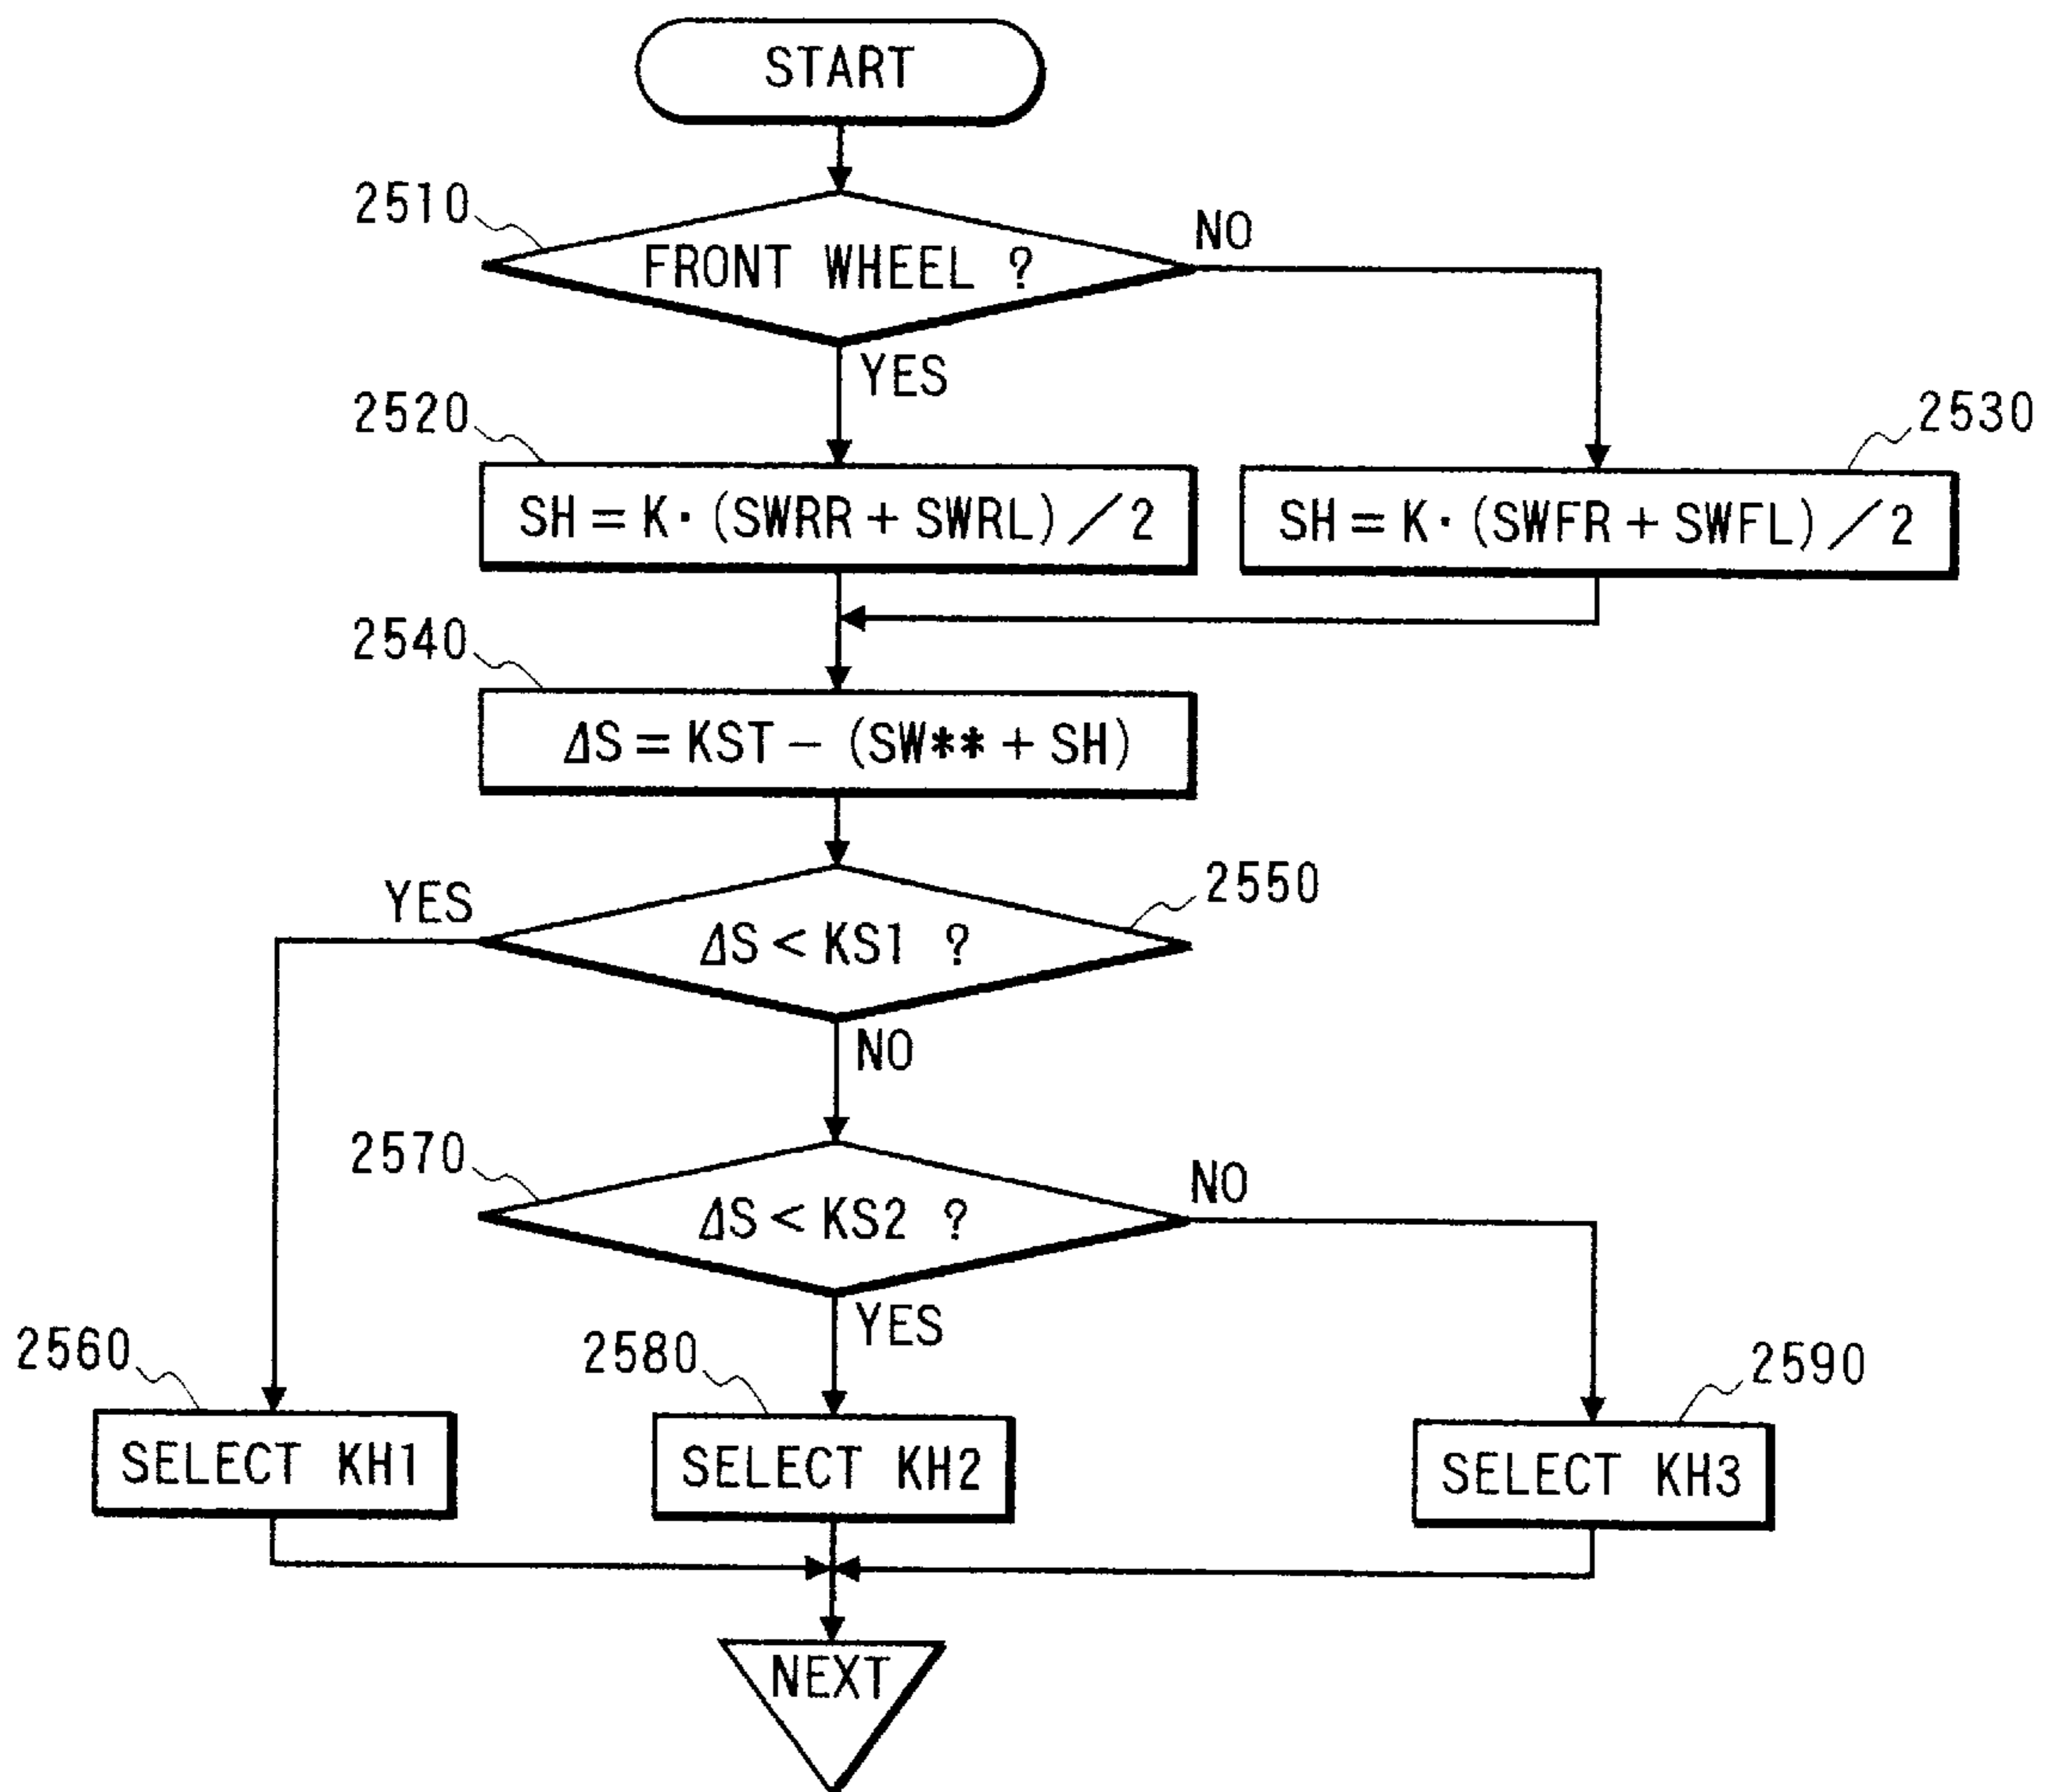 START
2510
FRONT WHEEL ?
NO
YES
2520
SH = K· (SWRR + SWRL) / 2
2530
SH = K· (SWFR + SWFL) / 2
2540
ΔS = KST − (SW** + SH)
YES
2550
ΔS < KS1 ?
NO
2570
ΔS < KS2 ?
NO
YES
2560
SELECT KH1
2580
SELECT KH2
2590
SELECT KH3
NEXT